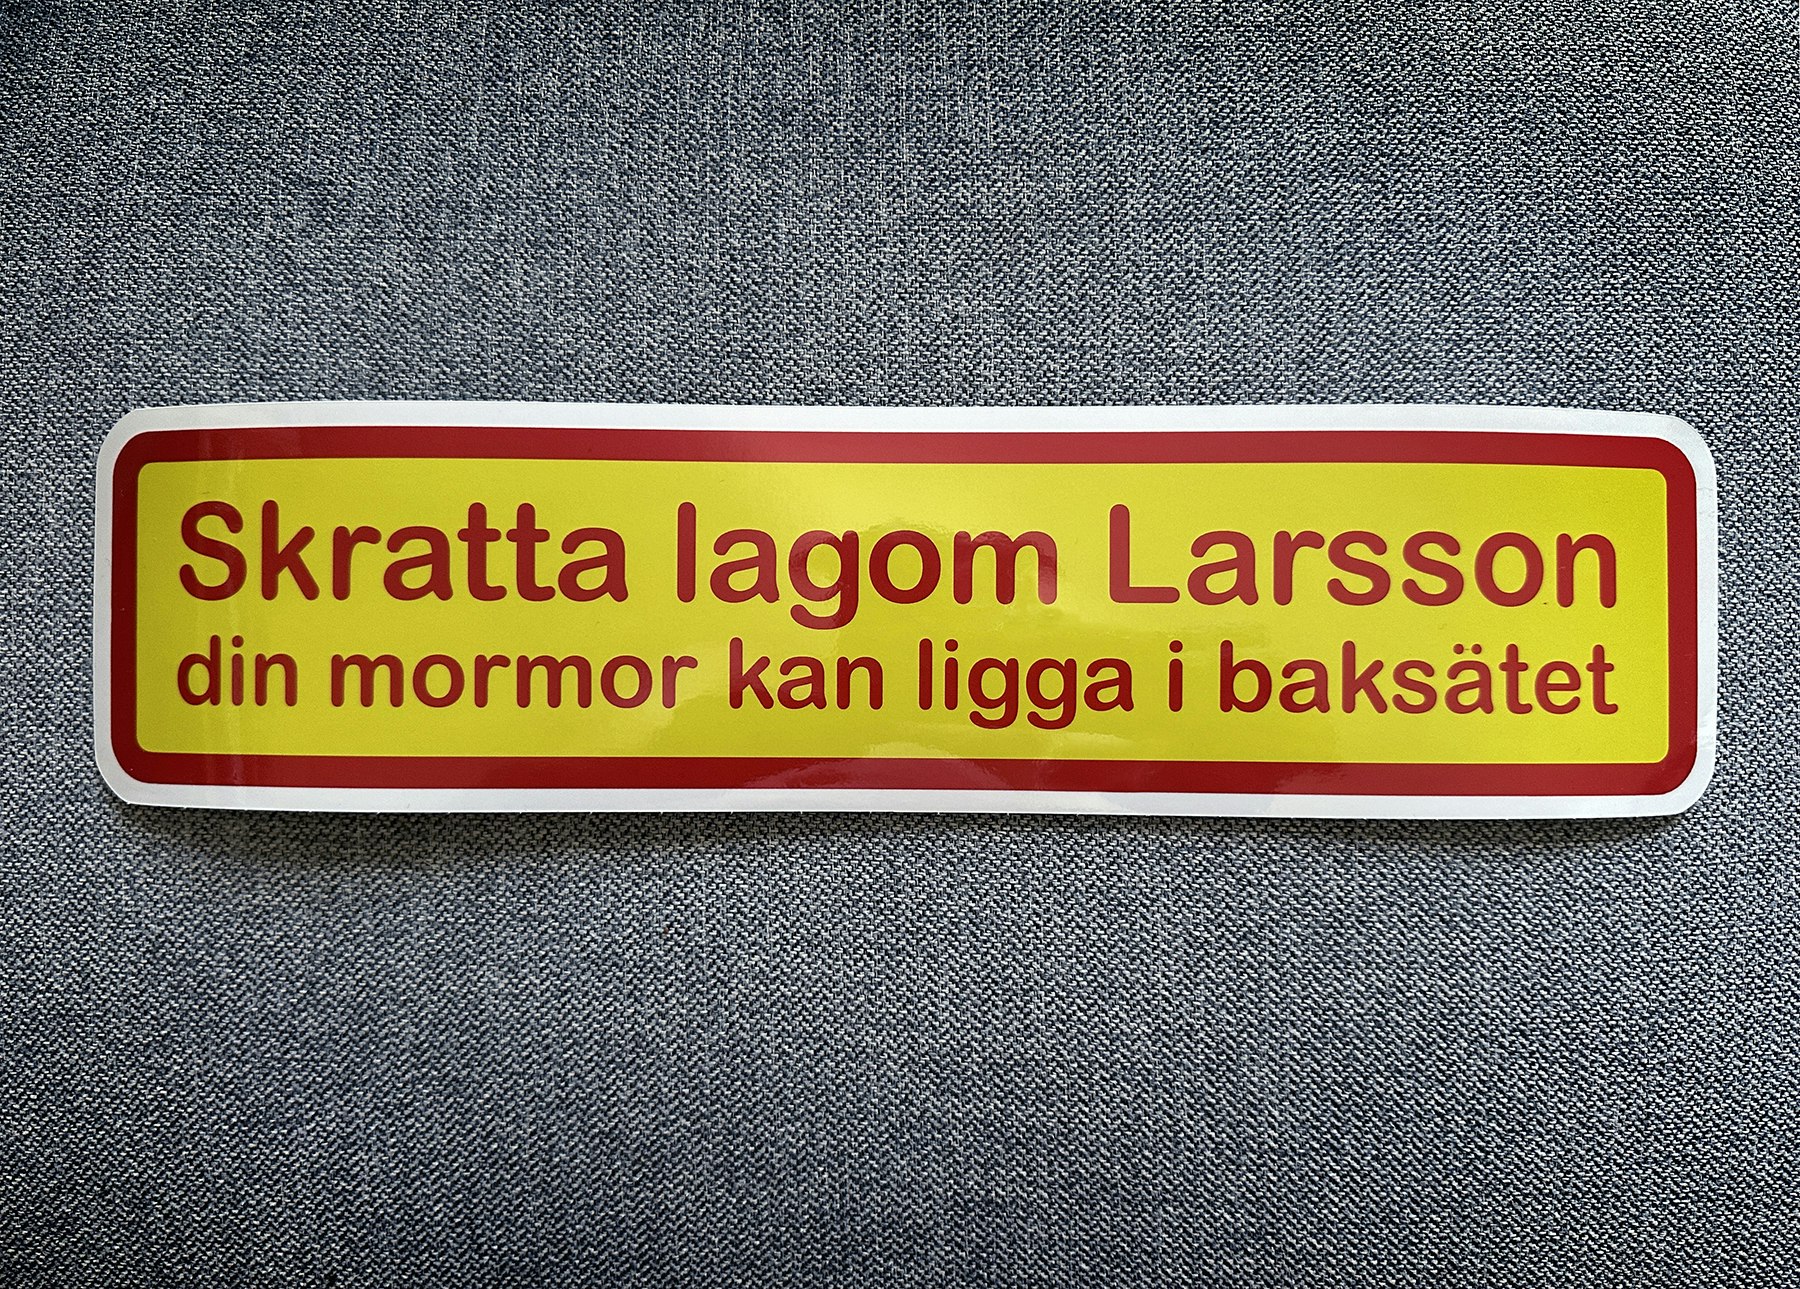 Skratta lagom Larsson
din mormor kan ligga i baksätet